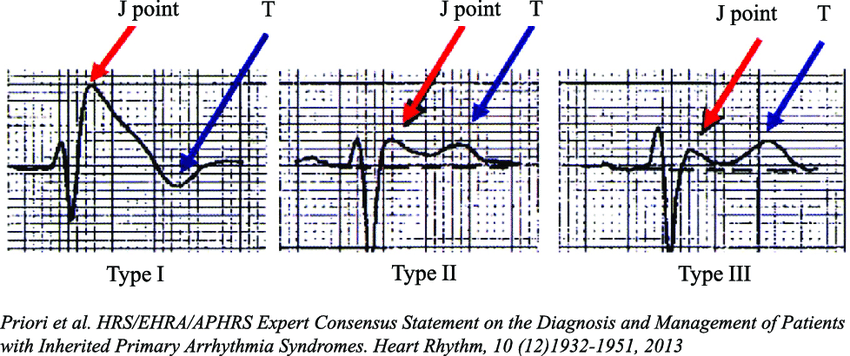 J point T
J point T
J point T
Type I
Type II
Type III
Priori et al. HRS/EHRA/APHRS Expert Consensus Statement on the Diagnosis and Management of Patients
with Inherited Primary Arrhythmia Syndromes. Heart Rhythm, 10 (12)1932-1951, 2013